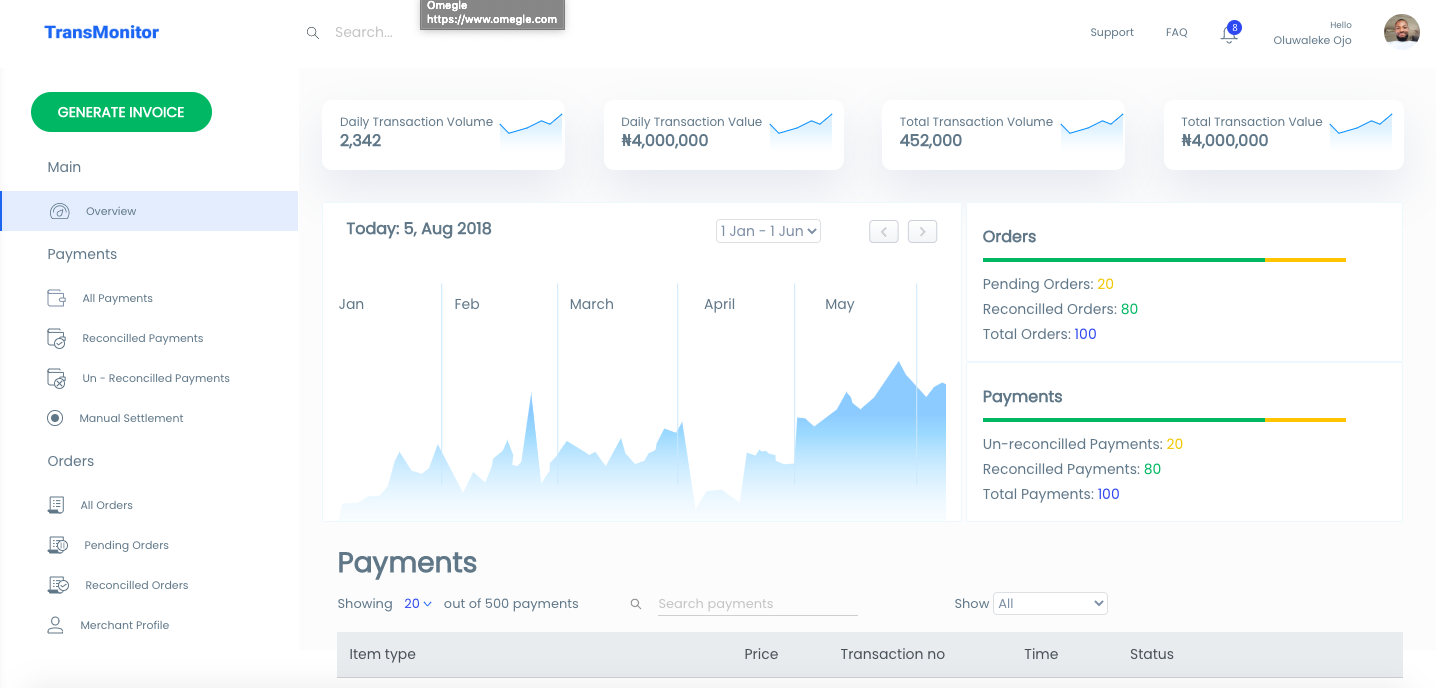 Omegle
https://www.omegle.com
TransMonitor
Search...
Support
FAQ
8
Hello
Oluwaleke Ojo
GENERATE INVOICE
Main
Overview
Payments
All Payments
Reconcilled Payments
Un - Reconcilled Payments
Manual Settlement
Orders
All Orders
Pending Orders
Reconcilled Orders
Merchant Profile
Daily Transaction Volume
2,342
Daily Transaction Value
₦4,000,000
Total Transaction Volume
452,000
Total Transaction Value
₦4,000,000
Today: 5, Aug 2018
1 Jan - 1 Jun
Jan
Feb
March
April
May
Orders
Pending Orders: 20
Reconcilled Orders: 80
Total Orders: 100
Payments
Un-reconcilled Payments: 20
Reconcilled Payments: 80
Total Payments: 100
Payments
Showing 20 out of 500 payments
Search payments
Show All
Item type Price Transaction no Time Status